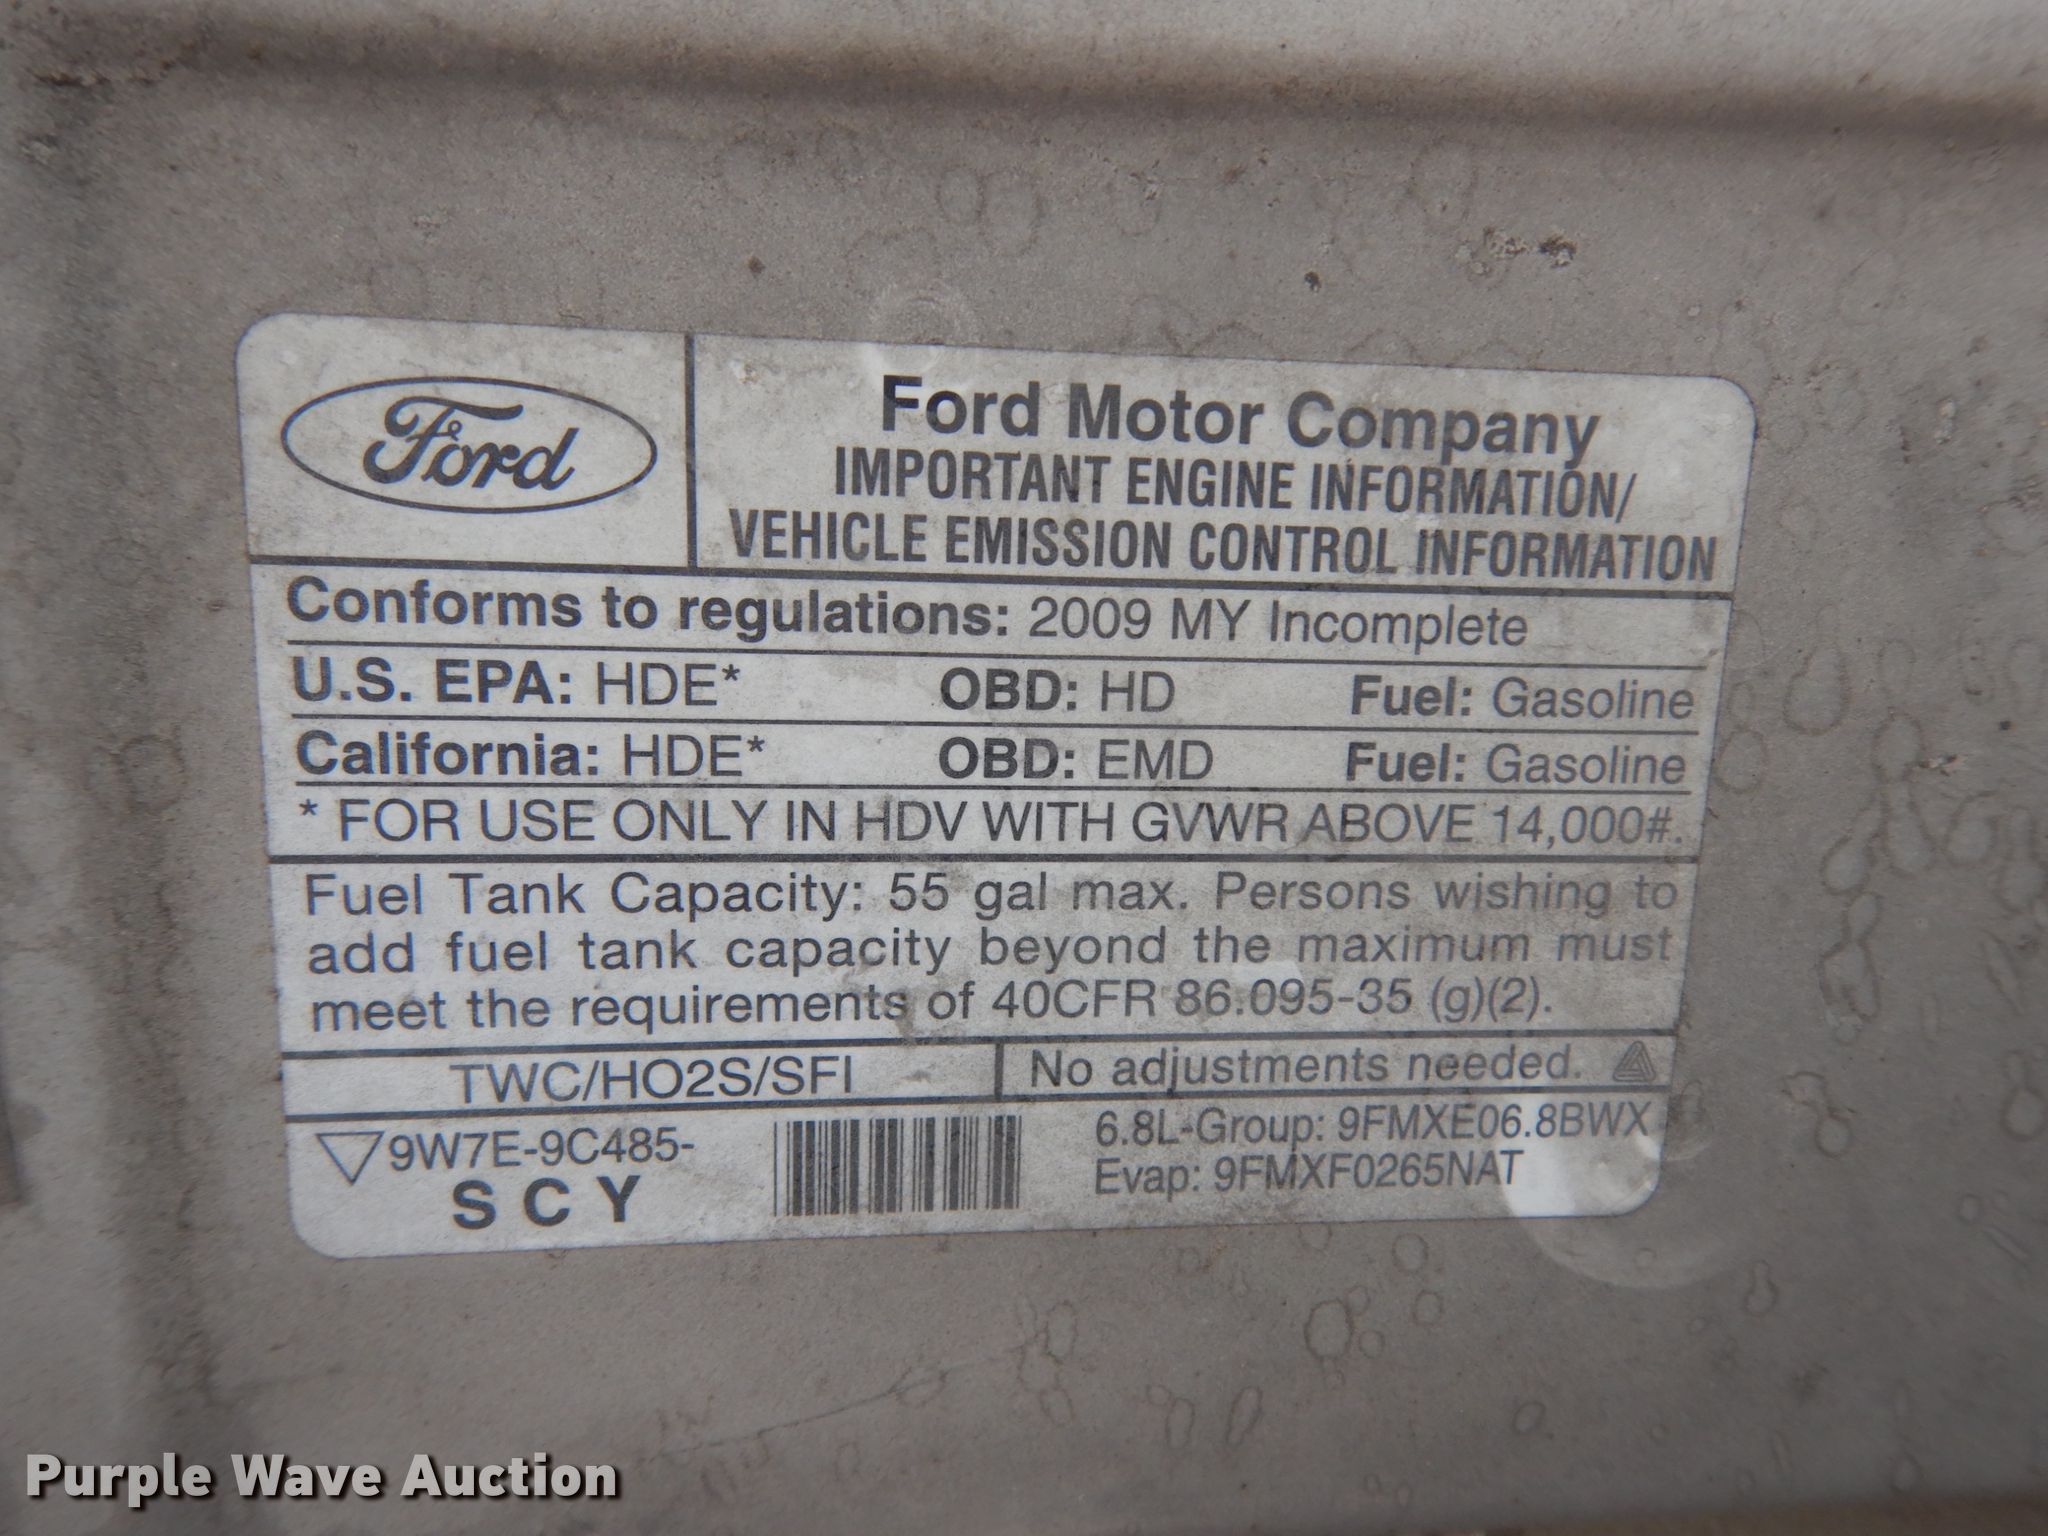 Ford
Ford Motor Company
IMPORTANT ENGINE INFORMATION/
VEHICLE EMISSION CONTROL INFORMATION
Conforms to regulations: 2009 MY Incomplete
U.S. EPA: HDE* OBD: HD Fuel: Gasoline
California: HDE* OBD: EMD Fuel: Gasoline
* FOR USE ONLY IN HDV WITH GVWR ABOVE 14,000#.
Fuel Tank Capacity: 55 gal max. Persons wishing to
add fuel tank capacity beyond the maximum must
meet the requirements of 40CFR 86.095-35 (g)(2).
TWC/HO2S/SFI No adjustments needed.
9W7E-9C485-
SCY
6.8L-Group: 9FMXE06.8BWX
Evap: 9FMXF0265NAT
Purple Wave Auction